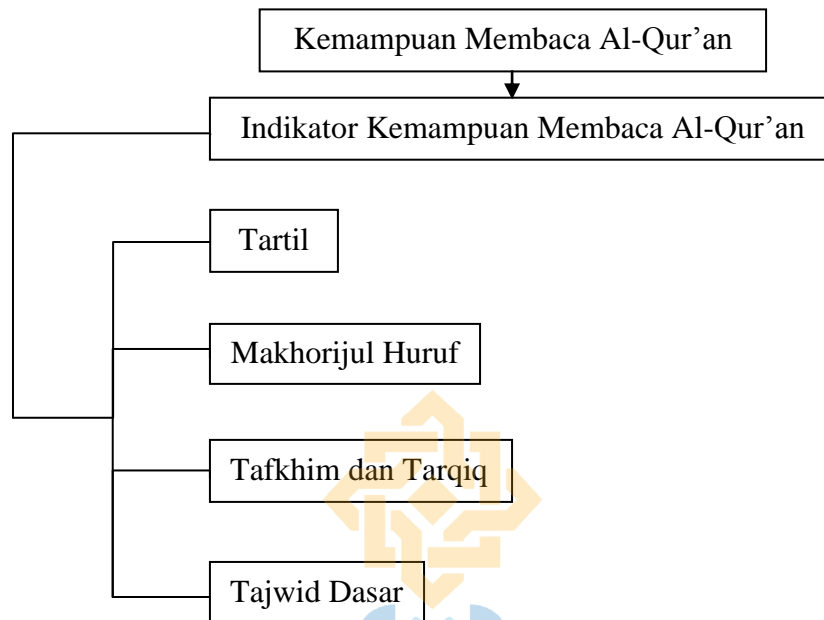 Kemampuan Membaca Al-Qur’an
Indikator Kemampuan Membaca Al-Qur’an
Tartil
Makhorijul Huruf
Tafkhim dan Tarqiq
Tajwid Dasar